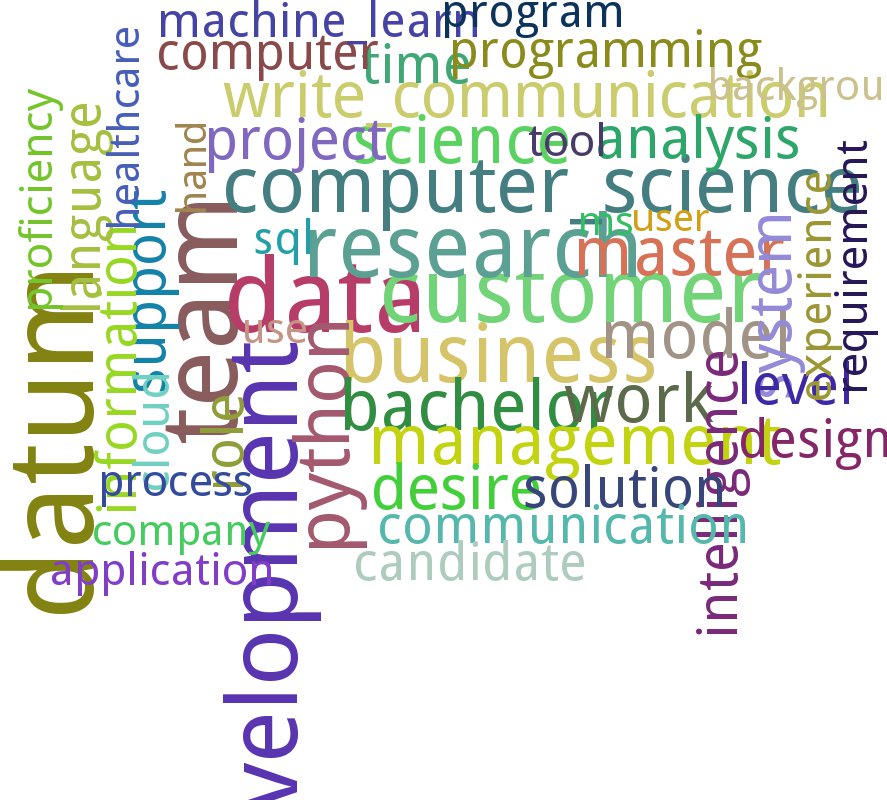 machine_learn
program
computer
time
programming
write_communication
backgrou
healthcare
proficiency
language
hand
project
science
tool
analysis
computer_science
support
team
information
sql
research
ms
user
master
ystem
experience
requirement
data
customer
datum
use
business
model
cloud
role
velopment
python
bachelor
work
level
intelligence
management
design
process
desire
solution
company
communication
application
candidate